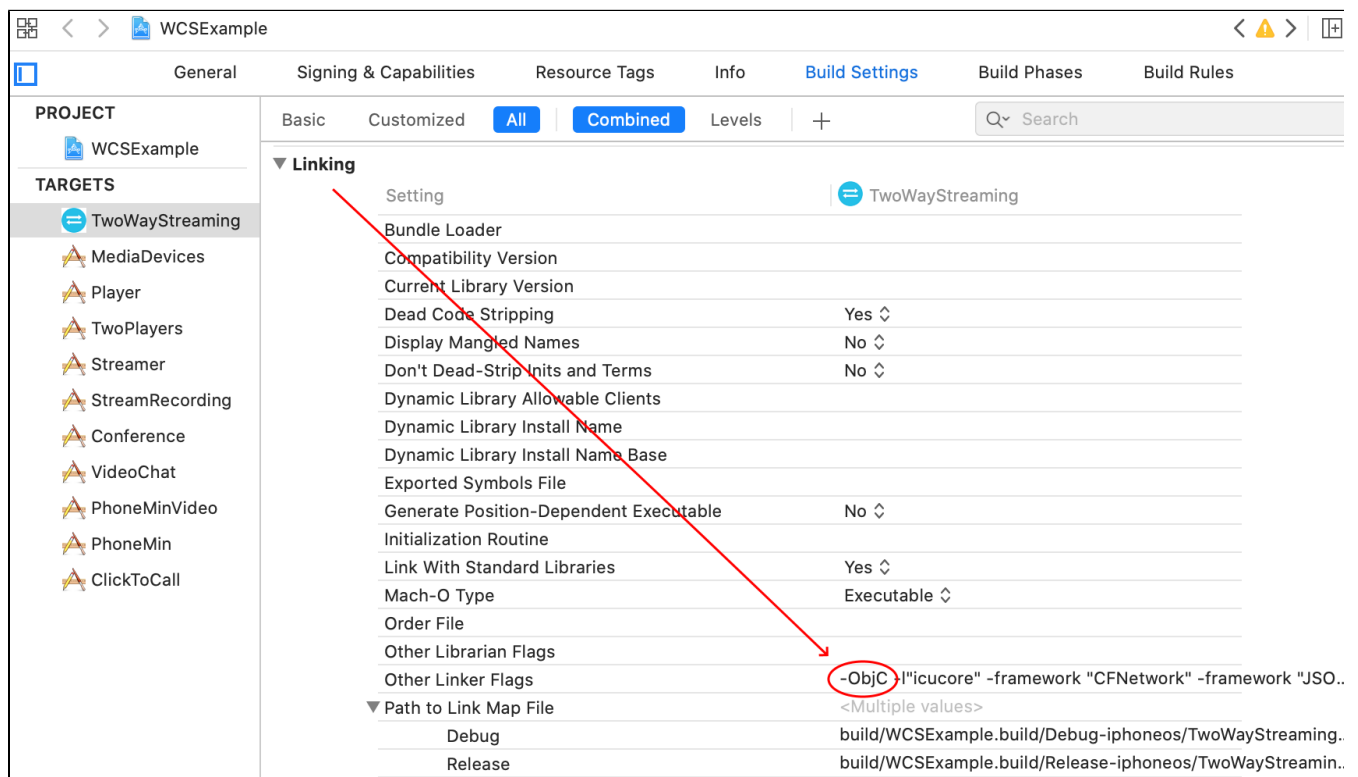 WCSExample
General Signing & Capabilities Resource Tags Info Build Settings Build Phases Build Rules
PROJECT
WCSExample
TARGETS
TwoWayStreaming
MediaDevices
Player
TwoPlayers
Streamer
StreamRecording
Conference
VideoChat
PhoneMinVideo
PhoneMin
ClickToCall
Basic Customized All Combined Levels Search
Linking
Setting TwoWayStreaming
Bundle Loader
Compatibility Version
Current Library Version
Dead Code Stripping Yes
Display Mangled Names No
Don't Dead-Strip Inits and Terms No
Dynamic Library Allowable Clients
Dynamic Library Install Name
Dynamic Library Install Name Base
Exported Symbols File
Generate Position-Dependent Executable No
Initialization Routine
Link With Standard Libraries Yes
Mach-O Type Executable
Order File
Other Librarian Flags
Other Linker Flags -ObjC -l"icucore" -framework "CFNetwork" -framework "JSO...
Path to Link Map File <Multiple values>
Debug build/WCSExample.build/Debug-iphoneos/TwoWayStreaming...
Release build/WCSExample.build/Release-iphoneos/TwoWayStreamin...